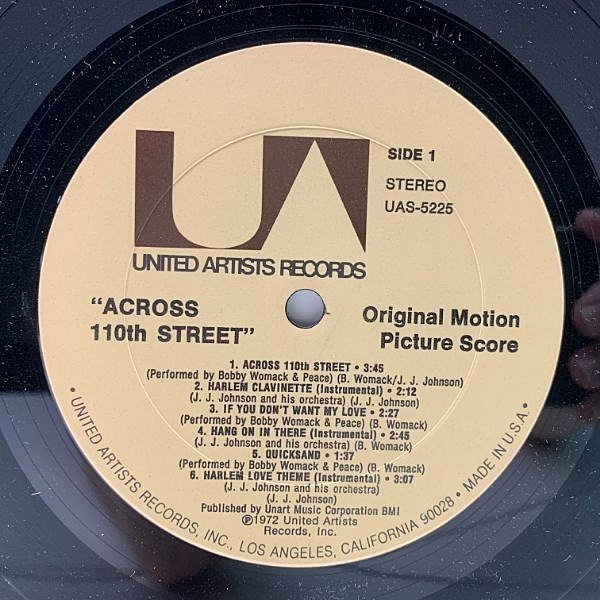 UA
UNITED ARTISTS RECORDS
SIDE 1
STEREO
UAS-5225
"ACROSS
110th STREET"
Original Motion
Picture Score
1. ACROSS 110th STREET • 3:45
(Performed by Bobby Womack & Peace) (B. Womack/J. J. Johnson)
2. HARLEM CLAVINETTE (Instrumental) • 2:12
(J. J. Johnson and his orchestra) (J. J. Johnson)
3. IF YOU DON'T WANT MY LOVE • 2:27
(Performed by Bobby Womack & Peace) (B. Womack)
4. HANG ON IN THERE (Instrumental) • 2:45
(J. J. Johnson and his orchestra) (B. Womack)
5. QUICKSAND • 1:37
(Performed by Bobby Womack & Peace) (B. Womack)
6. HARLEM LOVE THEME (Instrumental) • 3:07
(J. J. Johnson and his orchestra)
(J. J. Johnson)
Published by Unart Music Corporation BMI
℗1972 United Artists
Records, Inc.
• UNITED ARTISTS RECORDS, INC., LOS ANGELES, CALIFORNIA 90028 • MADE IN U.S.A. •